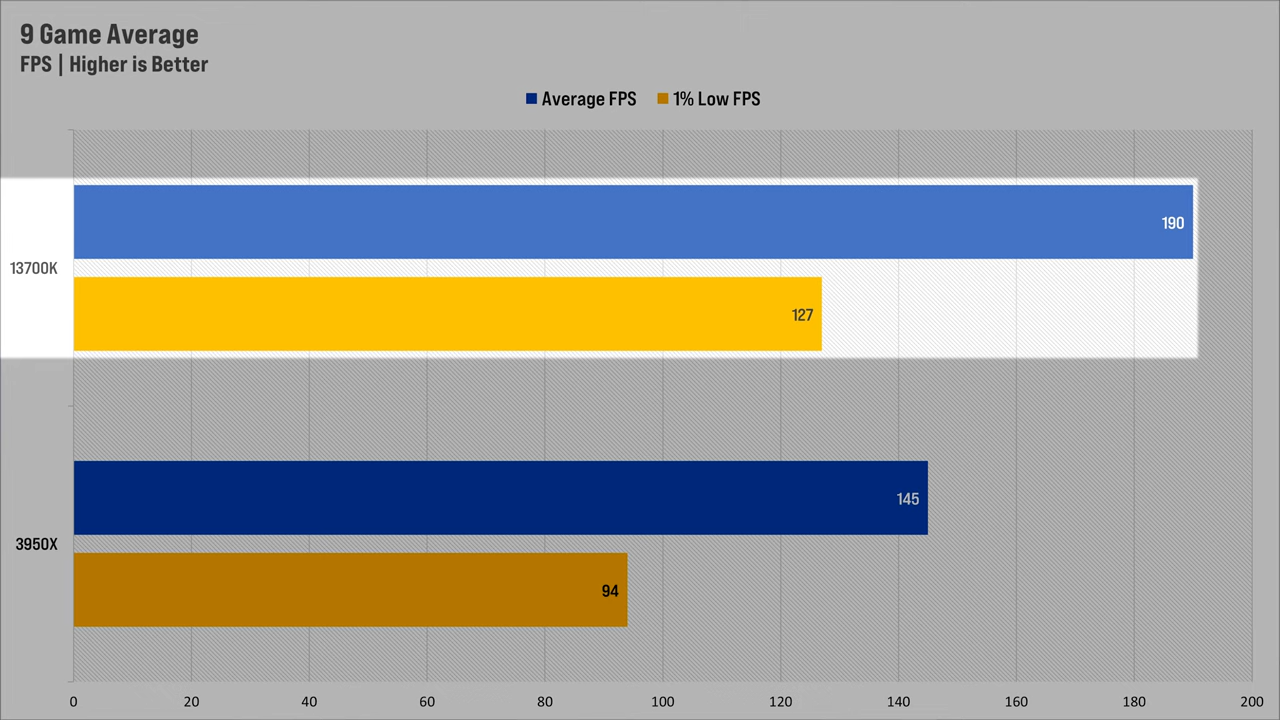 9 Game Average
FPS | Higher is Better
Average FPS 1% Low FPS
190
13700K
127
145
3950X
94
0 20 40 60 80 100 120 140 160 180 200